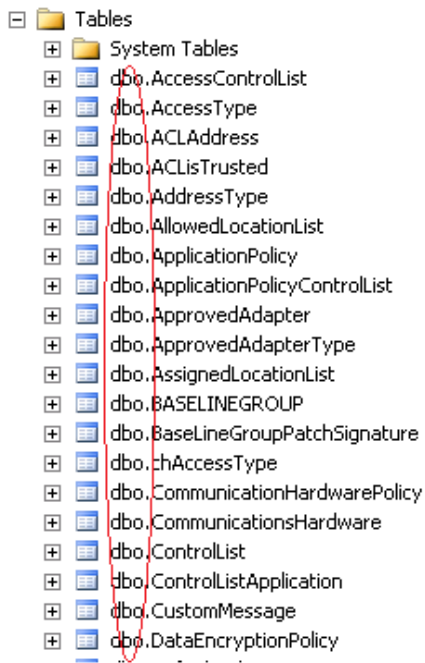 Tables
System Tables
dbo.AccessControlList
dbo.AccessType
dbo.ACLAddress
dbo.ACLisTrusted
dbo.AddressType
dbo.AllowedLocationList
dbo.ApplicationPolicy
dbo.ApplicationPolicyControlList
dbo.ApprovedAdapter
dbo.ApprovedAdapterType
dbo.AssignedLocationList
dbo.BASELINEGROUP
dbo.BaseLineGroupPatchSignature
dbo.chAccessType
dbo.CommunicationHardwarePolicy
dbo.CommunicationsHardware
dbo.ControlList
dbo.ControlListApplication
dbo.CustomMessage
dbo.DataEncryptionPolicy